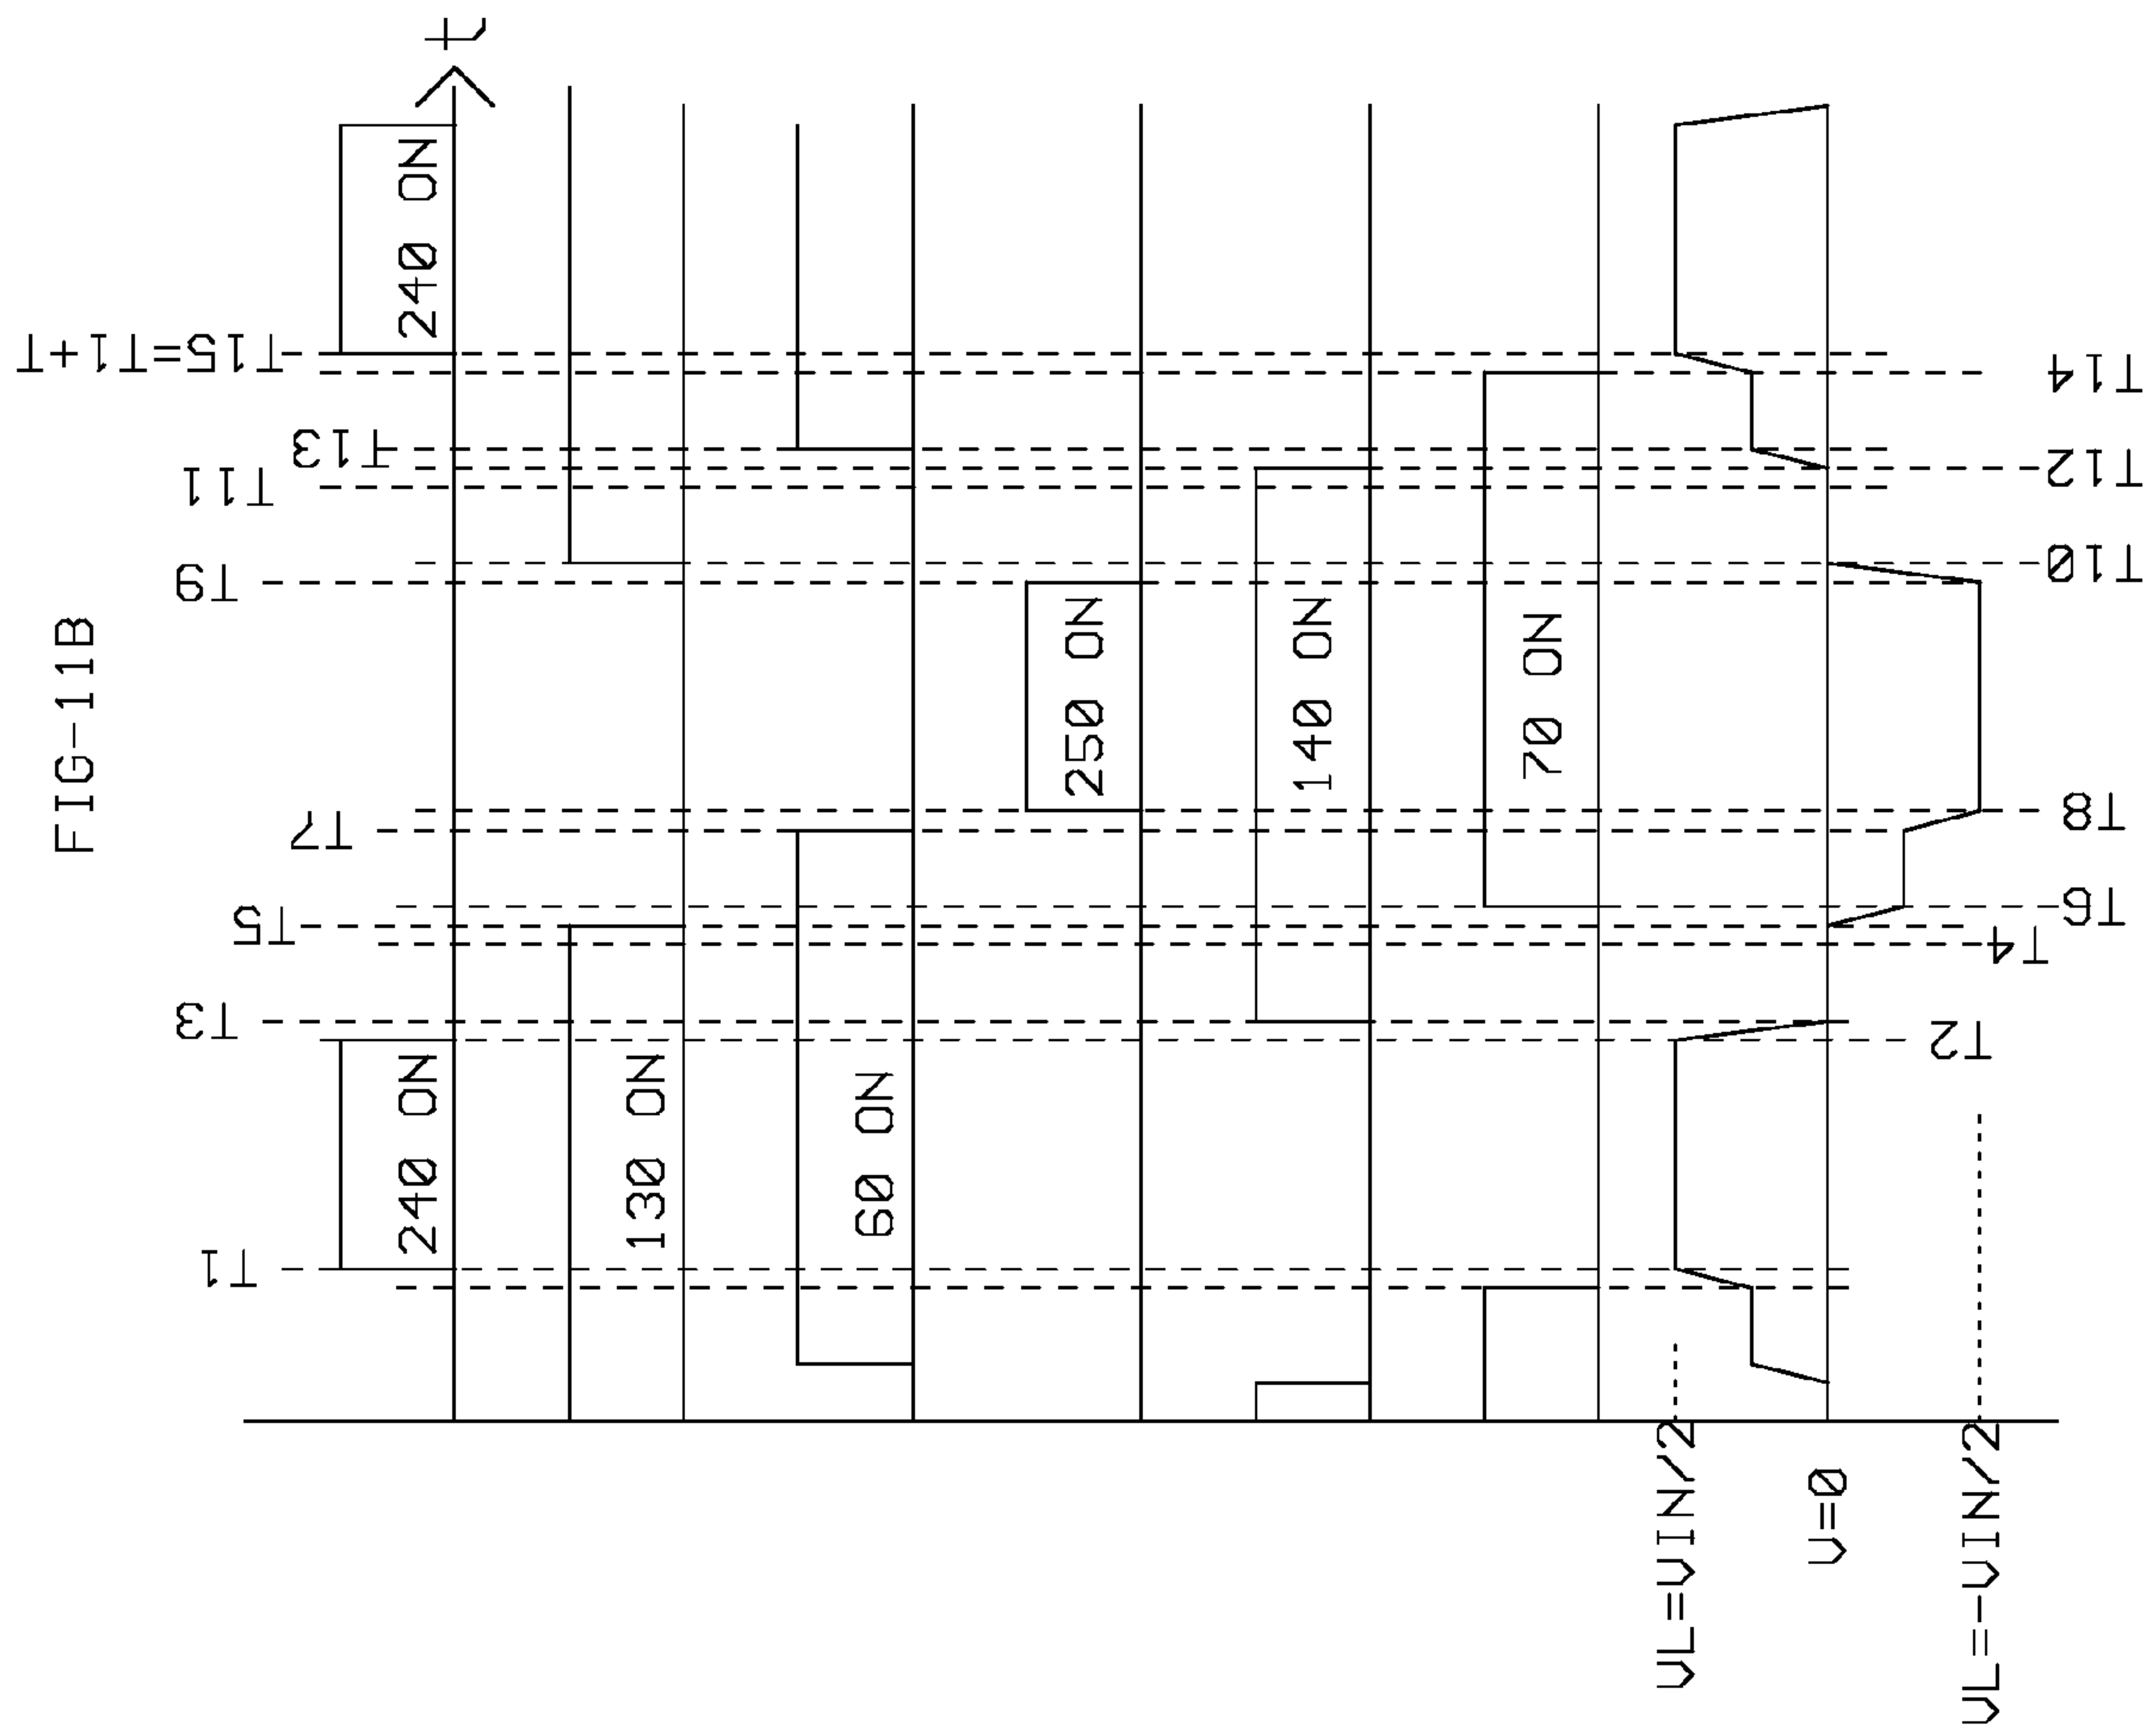 FIG-11B
T1
T3
T5
T7
T9
T11
T13
T15=T1+T
t
240 ON
240 ON
130 ON
60 ON
250 ON
140 ON
70 ON
VL=VIN/2
V=0
VL=-VIN/2
T2
T4
T6
T8
T10
T12
T14